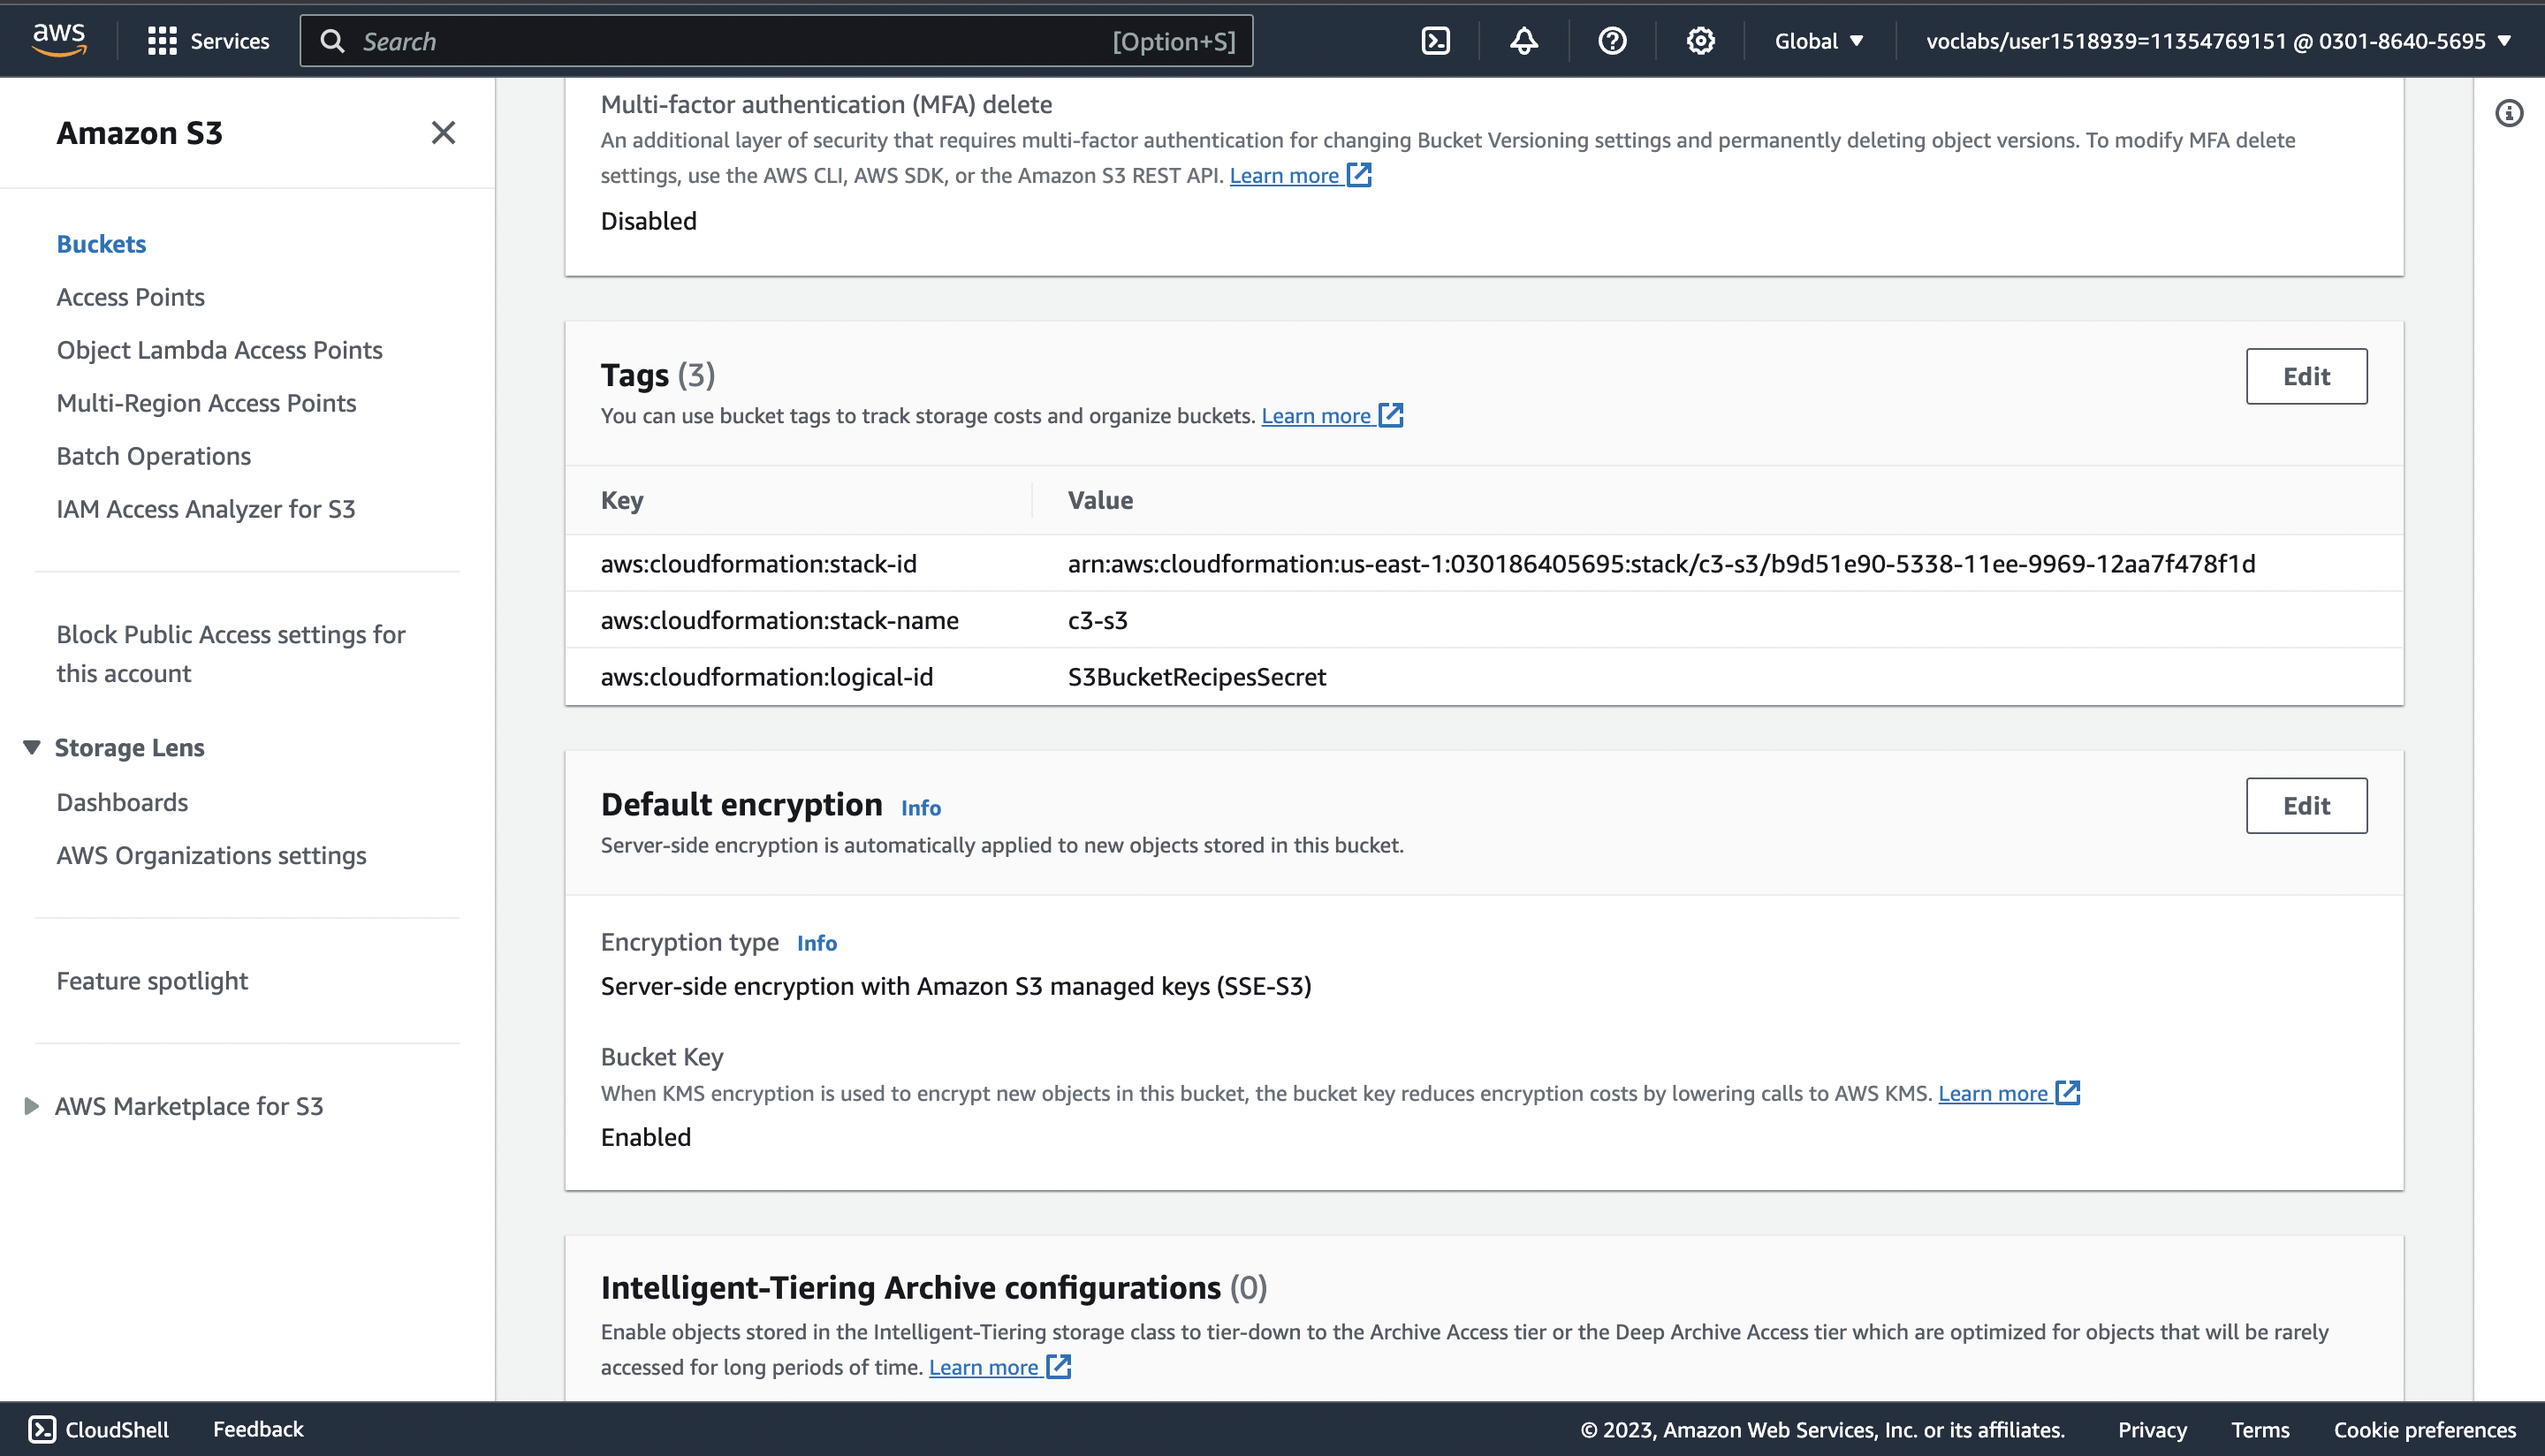 aws
Services
Search
[Option+S]
Global
voclabs/user1518939=11354769151 @ 0301-8640-5695
Amazon S3
Buckets
Access Points
Object Lambda Access Points
Multi-Region Access Points
Batch Operations
IAM Access Analyzer for S3
Block Public Access settings for
this account
Storage Lens
Dashboards
AWS Organizations settings
Feature spotlight
AWS Marketplace for S3
Multi-factor authentication (MFA) delete
An additional layer of security that requires multi-factor authentication for changing Bucket Versioning settings and permanently deleting object versions. To modify MFA delete
settings, use the AWS CLI, AWS SDK, or the Amazon S3 REST API. Learn more
Disabled
Tags (3)
Edit
You can use bucket tags to track storage costs and organize buckets. Learn more
Key Value
aws:cloudformation:stack-id arn:aws:cloudformation:us-east-1:030186405695:stack/c3-s3/b9d51e90-5338-11ee-9969-12aa7f478f1d
aws:cloudformation:stack-name c3-s3
aws:cloudformation:logical-id S3BucketRecipesSecret
Default encryption Info
Edit
Server-side encryption is automatically applied to new objects stored in this bucket.
Encryption type Info
Server-side encryption with Amazon S3 managed keys (SSE-S3)
Bucket Key
When KMS encryption is used to encrypt new objects in this bucket, the bucket key reduces encryption costs by lowering calls to AWS KMS. Learn more
Enabled
Intelligent-Tiering Archive configurations (0)
Enable objects stored in the Intelligent-Tiering storage class to tier-down to the Archive Access tier or the Deep Archive Access tier which are optimized for objects that will be rarely
accessed for long periods of time. Learn more
CloudShell
Feedback
© 2023, Amazon Web Services, Inc. or its affiliates.
Privacy
Terms
Cookie preferences